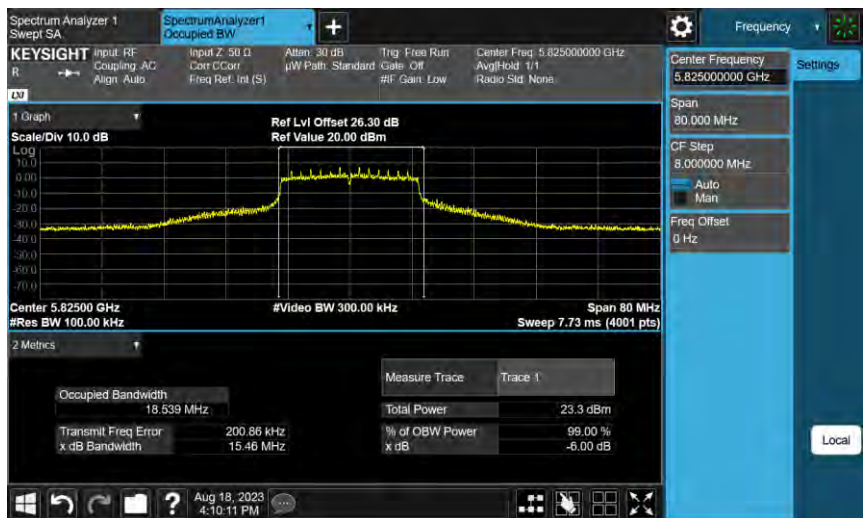 Spectrum Analyzer 1
Swept SA
SpectrumAnalyzer1
Occupied BW
Frequency
KEYSIGHT
R
LXI
Input: RF
Coupling: AC
Align: Auto
Input Z: 50 Ω
Corr CCorr
Freq Ref: Int (S)
Atten: 30 dB
µW Path: Standard
Trig: Free Run
Gate: Off
#IF Gain: Low
Center Freq: 5.825000000 GHz
Avg|Hold: 1/1
Radio Std: None
Center Frequency
5.825000000 GHz
Settings
Span
80.000 MHz
CF Step
8.000000 MHz
Auto
Man
Freq Offset
0 Hz
1 Graph
Scale/Div 10.0 dB
Ref Lvl Offset 26.30 dB
Ref Value 20.00 dBm
Log
10.0
0.00
-10.0
-20.0
-30.0
-40.0
-50.0
-60.0
-70.0
Center 5.82500 GHz
#Res BW 100.00 kHz
#Video BW 300.00 kHz
Span 80 MHz
Sweep 7.73 ms (4001 pts)
2 Metrics
Measure Trace
Trace 1
Occupied Bandwidth
18.539 MHz
Total Power
23.3 dBm
Transmit Freq Error
200.86 kHz
% of OBW Power
99.00 %
x dB Bandwidth
15.46 MHz
x dB
-6.00 dB
Local
Aug 18, 2023
4:10:11 PM